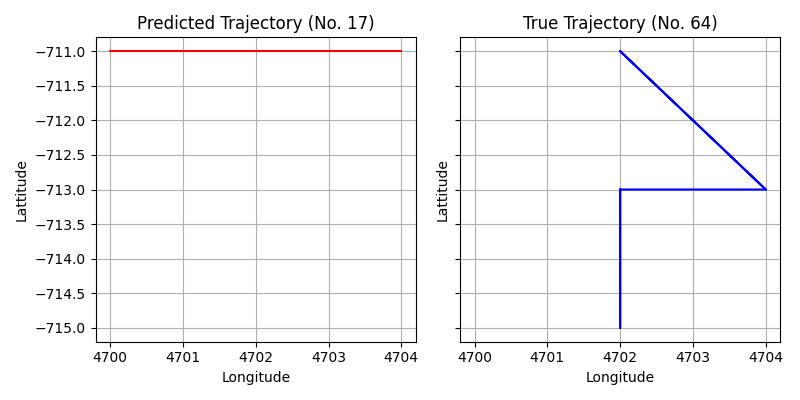 Predicted Trajectory (No. 17)
True Trajectory (No. 64)
−711.0
−711.5
−712.0
−712.5
−713.0
−713.5
−714.0
−714.5
−715.0
Lattitude
4700 4701 4702 4703 4704
Longitude
Lattitude
4700 4701 4702 4703 4704
Longitude